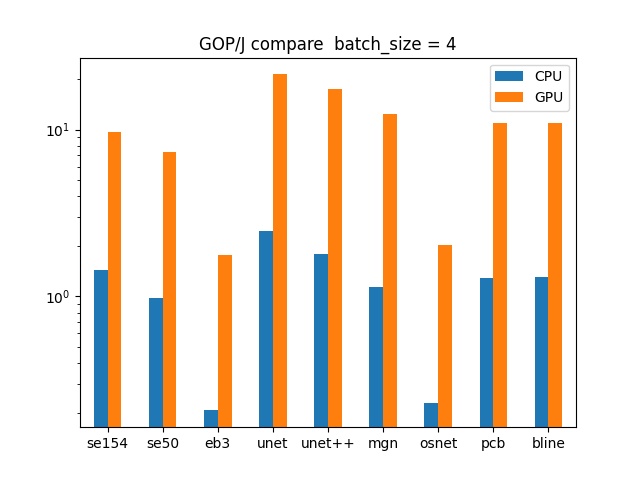 GOP/J compare batch_size = 4
CPU
GPU
10¹
10⁰
se154 se50 eb3 unet unet++ mgn osnet pcb bline